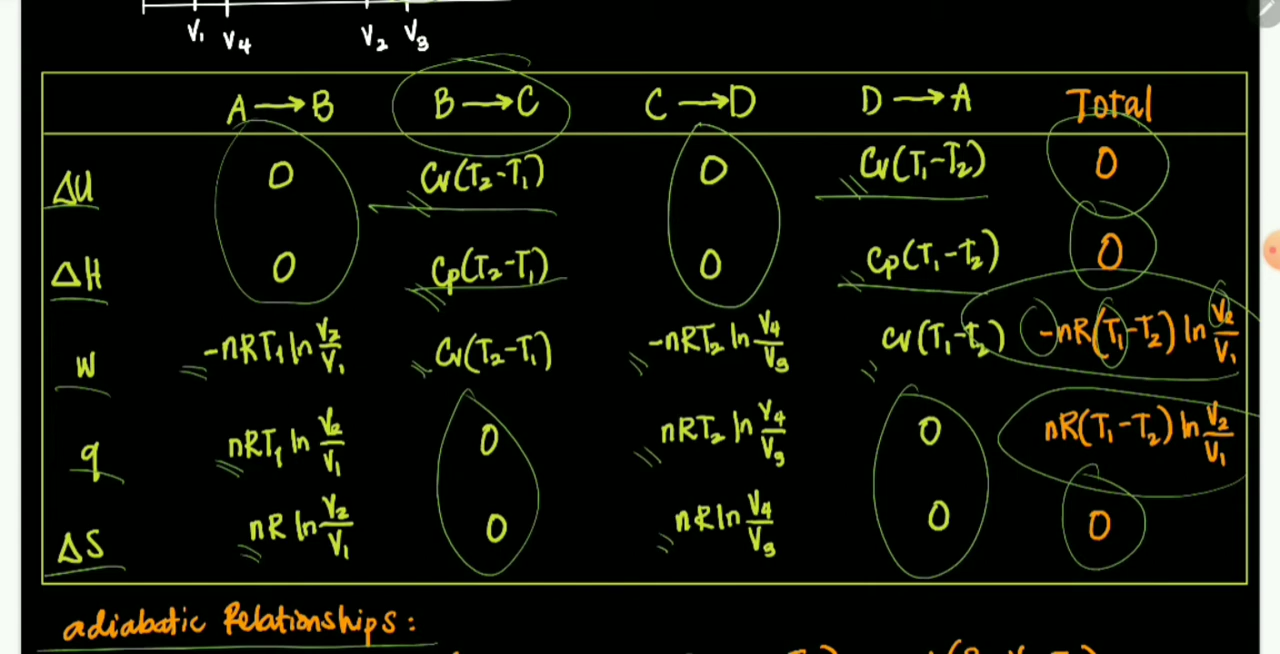 V₁ V₄ V₂ V₃
A→B B→C C→D D→A Total
ΔU 0 Cv(T₂-T₁) 0 Cv(T₁-T₂) 0
ΔH 0 Cp(T₂-T₁) 0 Cp(T₁-T₂) 0
W -nRT₁ ln V₂/V₁ Cv(T₂-T₁) -nRT₂ ln V₄/V₃ Cv(T₁-T₂) -nR(T₁-T₂) ln V₂/V₁
q nRT₁ ln V₂/V₁ 0 nRT₂ ln V₄/V₃ 0 nR(T₁-T₂) ln V₂/V₁
ΔS nR ln V₂/V₁ 0 nR ln V₄/V₃ 0 0
adiabatic Relationships: